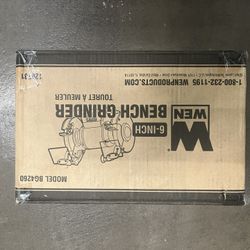 WEN
6-INCH
BENCH GRINDER
TOURET À MEULER
MODEL BG4260
1-800-232-1195 WENPRODUCTS.COM